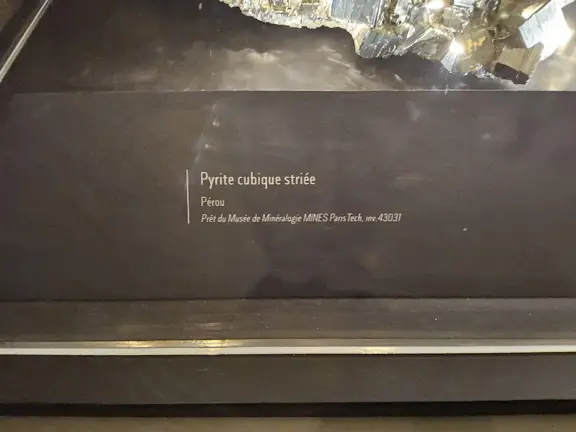 Pyrite cubique striée
Pérou
Prêt du Musée de Minéralogie MINES ParisTech, inv.43031